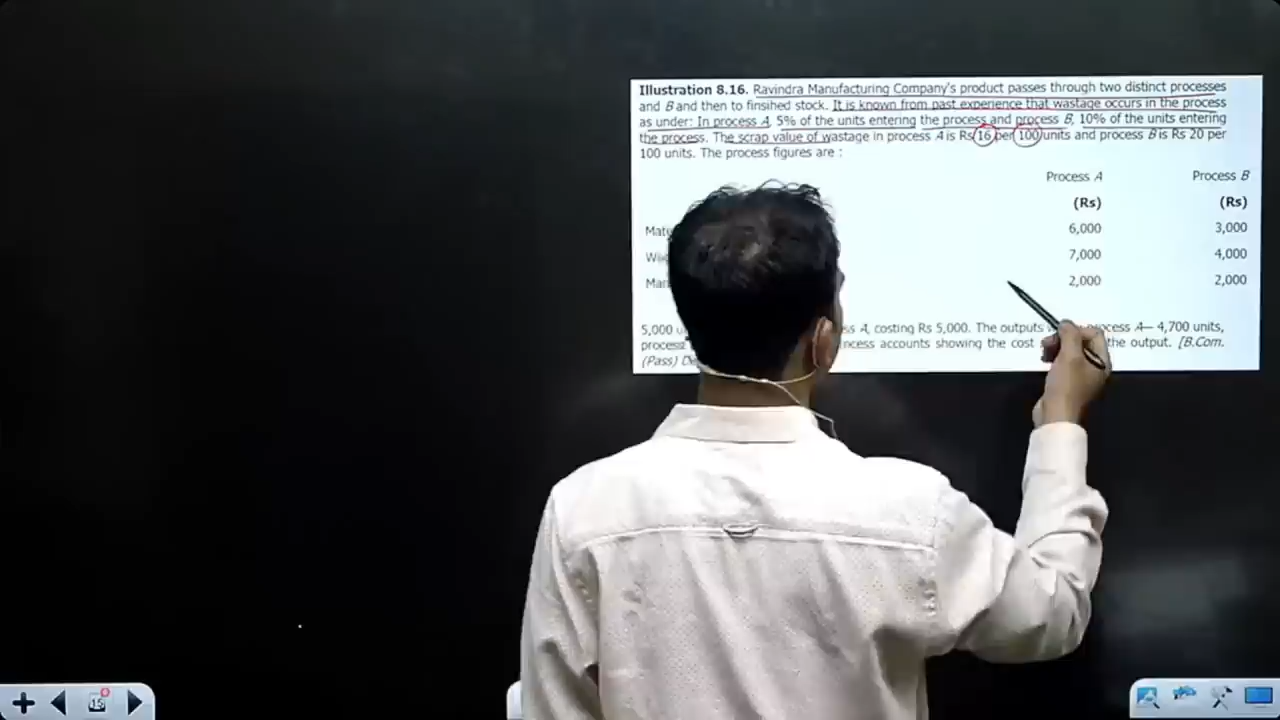 Illustration 8.16. Ravindra Manufacturing Company's product passes through two distinct processes
and B and then to finsihed stock. It is known from past experience that wastage occurs in the process
as under: In process A, 5% of the units entering the process and process B, 10% of the units entering
the process. The scrap value of wastage in process A is Rs 16 per 100 units and process B is Rs 20 per
100 units. The process figures are :
Process A Process B
(Rs) (Rs)
6,000 3,000
7,000 4,000
2,000 2,000
5,000 A, costing Rs 5,000. The outputs process A— 4,700 units,
accounts showing the cost the output. [B.Com.
(Pass)
15